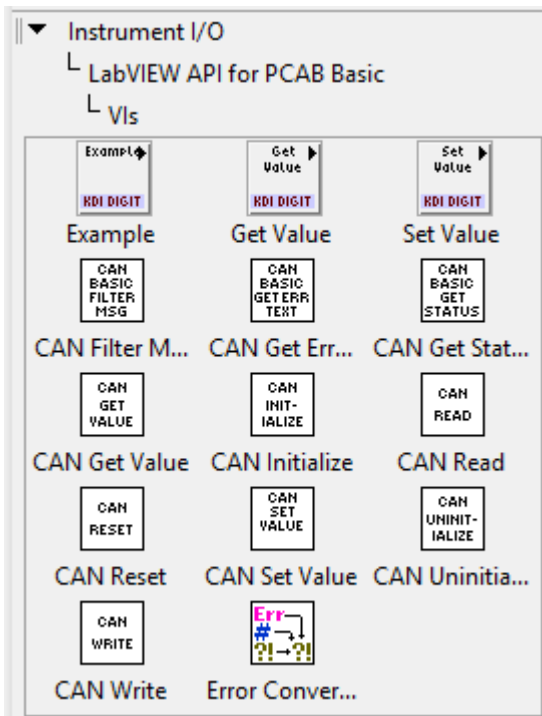 Instrument I/O
LabVIEW API for PCAB Basic
VIs
Example
KDI DIGIT
Get Value
KDI DIGIT
Set Value
KDI DIGIT
Example
Get Value
Set Value
CAN BASIC FILTER MSG
CAN BASIC GET ERR TEXT
CAN BASIC GET STATUS
CAN Filter M...
CAN Get Err...
CAN Get Stat...
CAN GET VALUE
CAN INIT- IALIZE
CAN READ
CAN Get Value
CAN Initialize
CAN Read
CAN RESET
CAN SET VALUE
CAN UNINIT- IALIZE
CAN Reset
CAN Set Value
CAN Uninitia...
CAN WRITE
Err # ?! ?!
CAN Write
Error Conver...